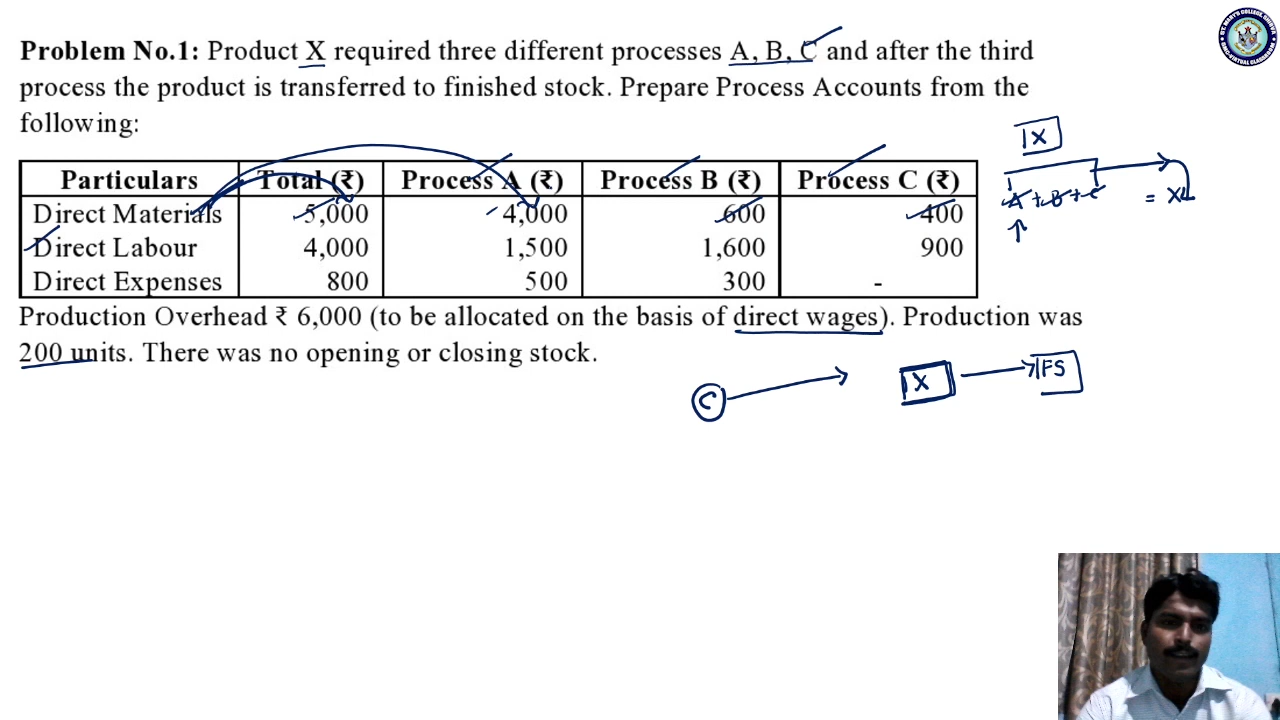 Problem No.1: Product X required three different processes A, B, C and after the third
process the product is transferred to finished stock. Prepare Process Accounts from the
following:
Particulars Total (₹) Process A (₹) Process B (₹) Process C (₹)
Direct Materials 5,000 4,000 600 400
Direct Labour 4,000 1,500 1,600 900
Direct Expenses 800 500 300 -
Production Overhead ₹ 6,000 (to be allocated on the basis of direct wages). Production was
200 units. There was no opening or closing stock.
X
A + B + C = X
C X FS